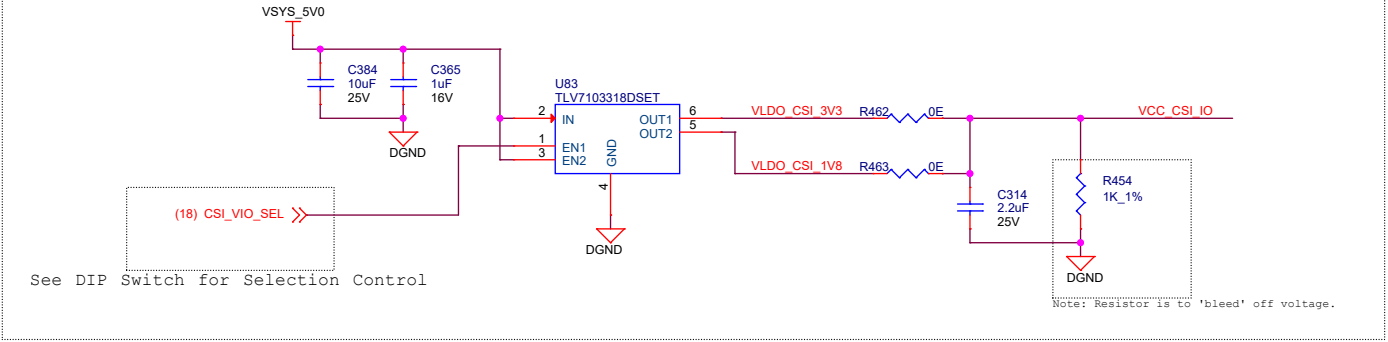 VSYS_5V0
C384
10uF
25V
C365
1uF
16V
DGND
U83
TLV7103318DSET
2
IN
1
EN1
3
EN2
GND
4
OUT1
6
OUT2
5
DGND
VLDO_CSI_3V3
R462
0E
VCC_CSI_IO
VLDO_CSI_1V8
R463
0E
C314
2.2uF
25V
R454
1K_1%
DGND
(18) CSI_VIO_SEL
See DIP Switch for Selection Control
Note: Resistor is to 'bleed' off voltage.